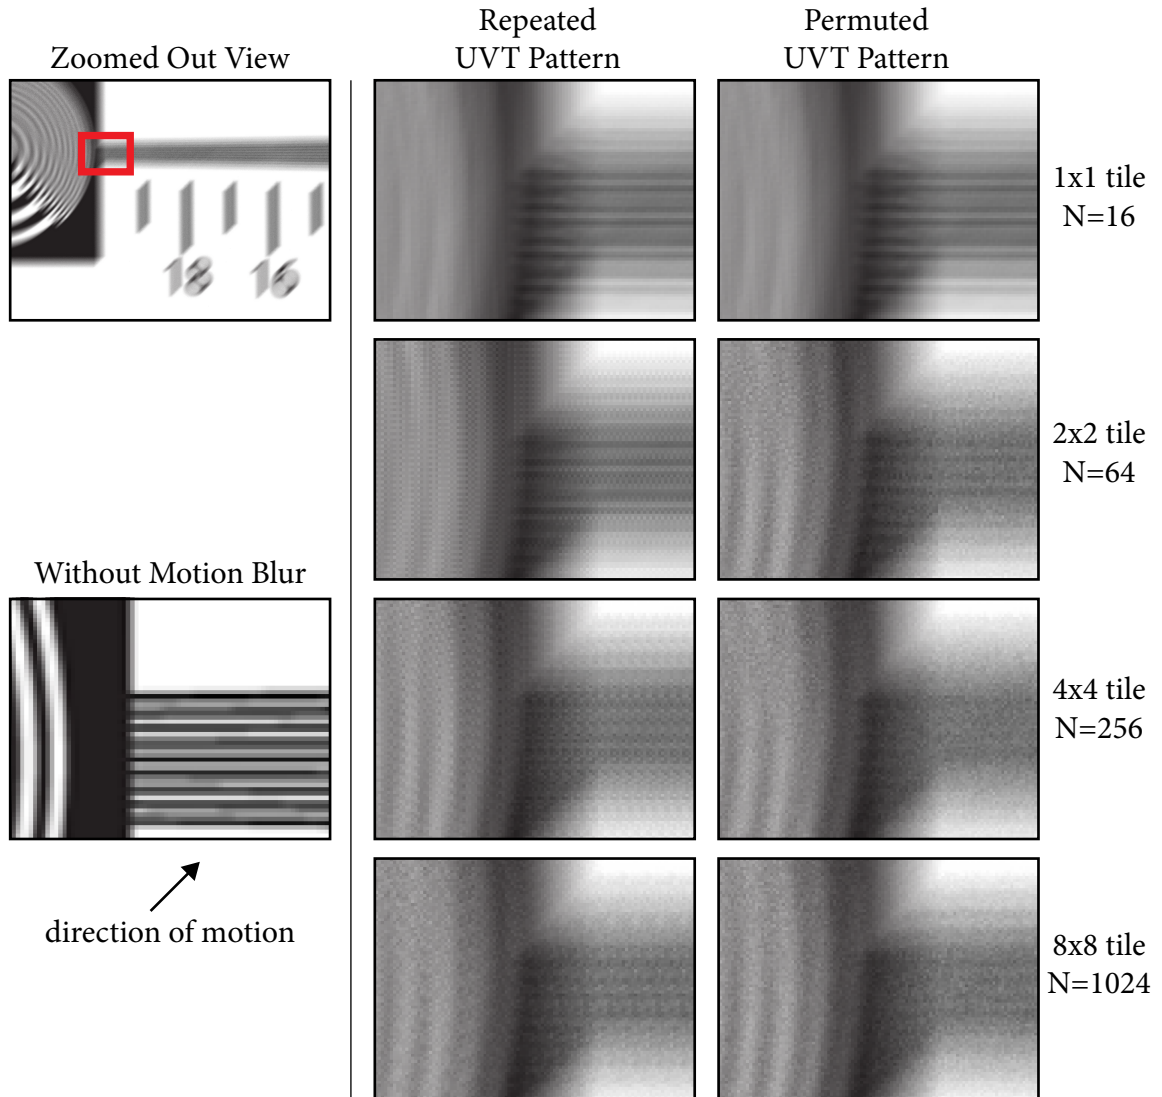 Zoomed Out View
18 16
Without Motion Blur
direction of motion
Repeated
UVT Pattern
Permuted
UVT Pattern
1x1 tile
N=16
2x2 tile
N=64
4x4 tile
N=256
8x8 tile
N=1024